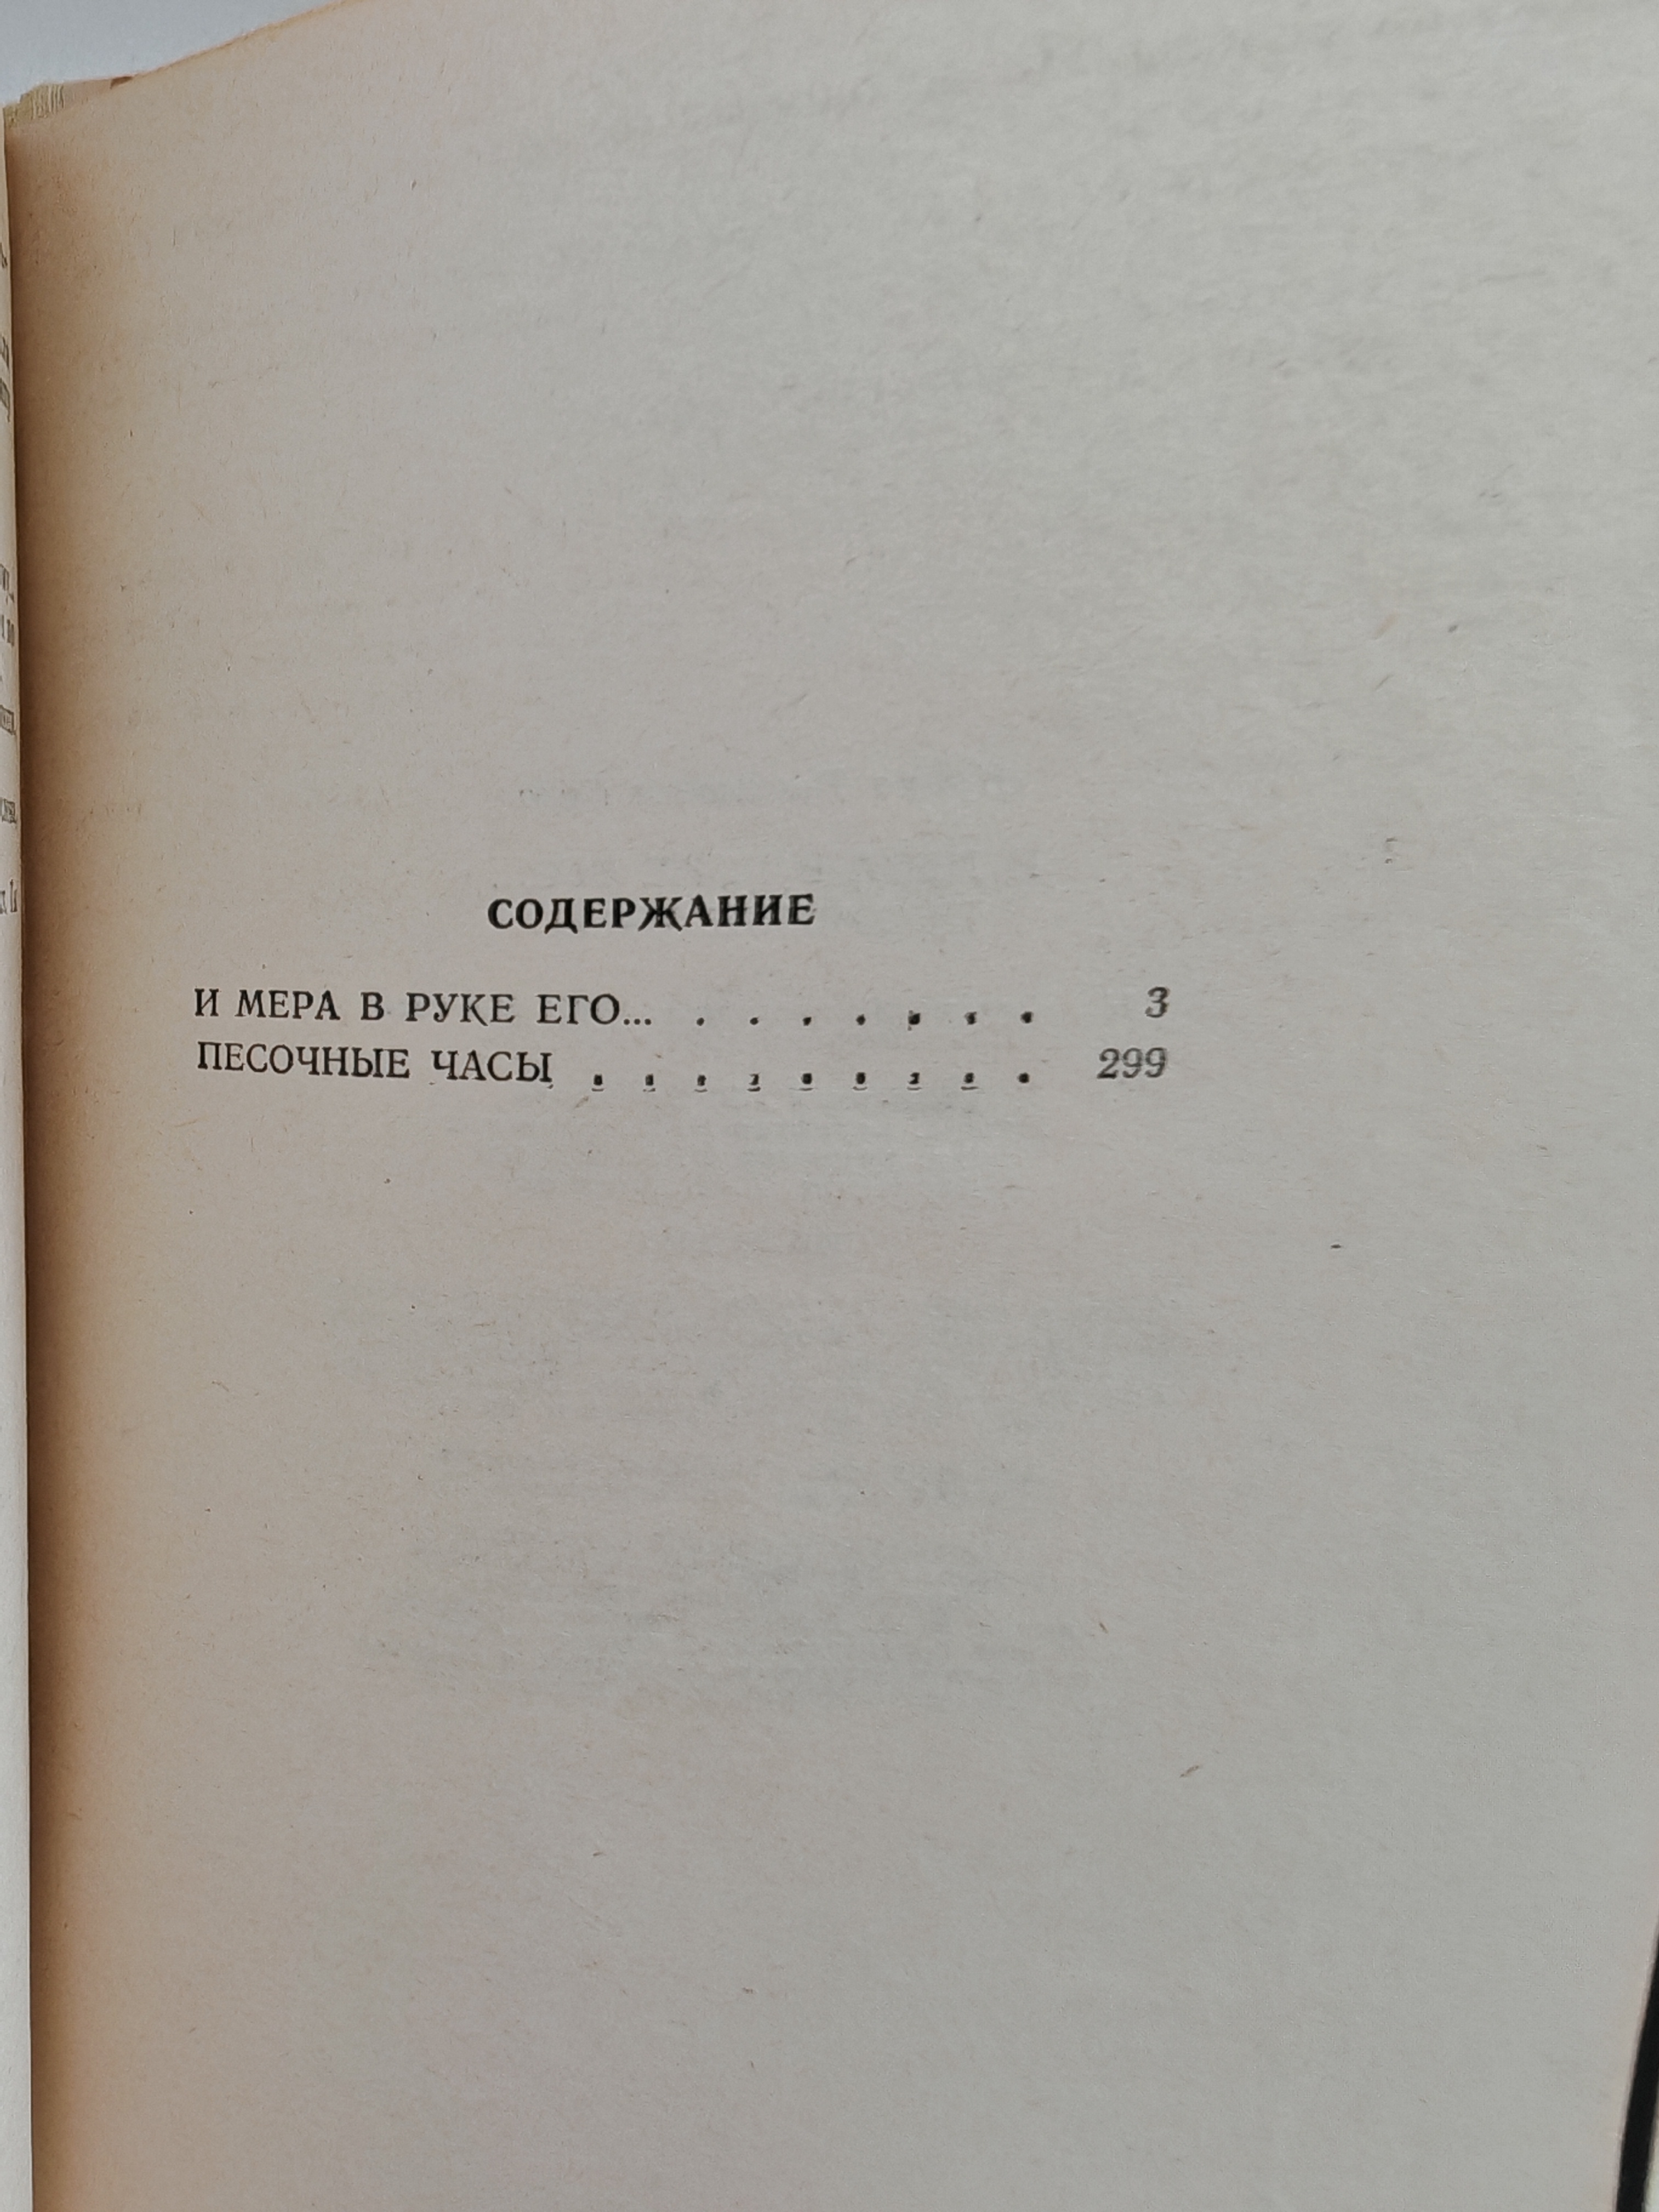 СОДЕРЖАНИЕ
И МЕРА В РУКЕ ЕГО... . . . . . . . 3
ПЕСОЧНЫЕ ЧАСЫ . . . . . . . . . 299